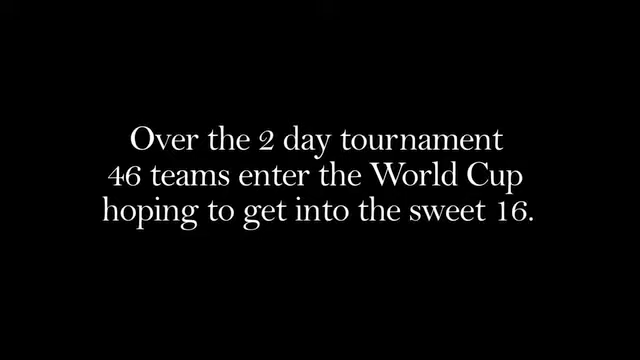 Over the 2 day tournament
46 teams enter the World Cup
hoping to get into the sweet 16.